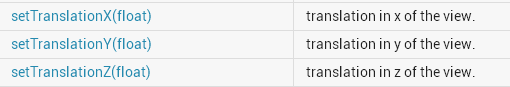 setTranslationX(float) translation in x of the view.
setTranslationY(float) translation in y of the view.
setTranslationZ(float) translation in z of the view.